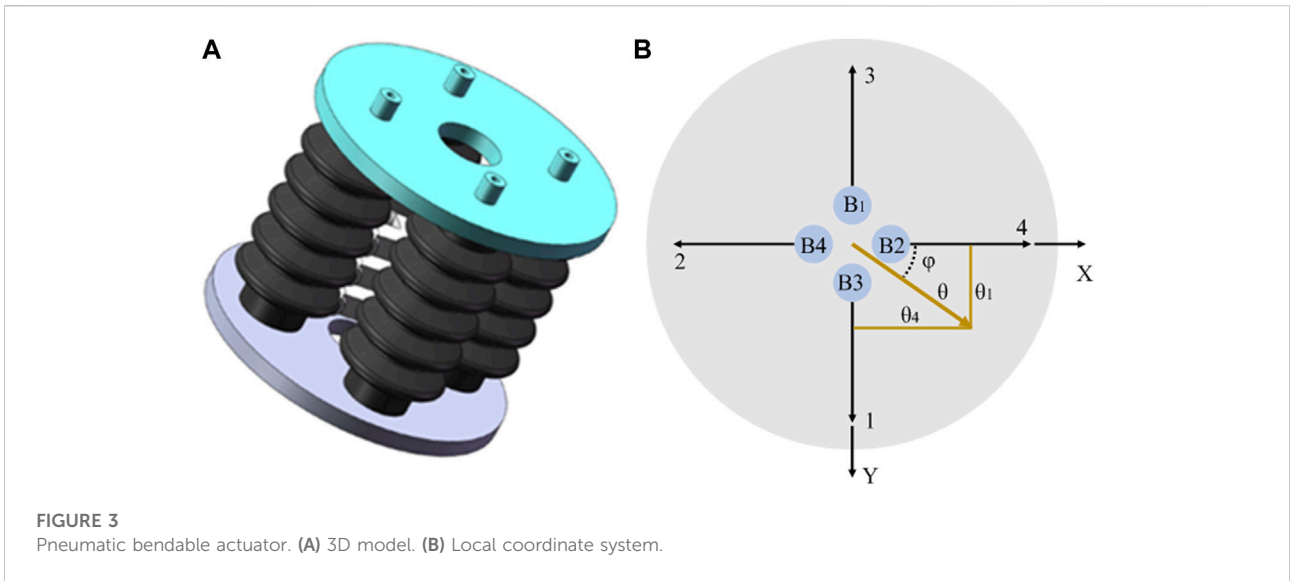 A
B
3
B1
B4
B2
4
2
φ
X
B3
θ
θ1
θ4
1
Y
FIGURE 3
Pneumatic bendable actuator. (A) 3D model. (B) Local coordinate system.